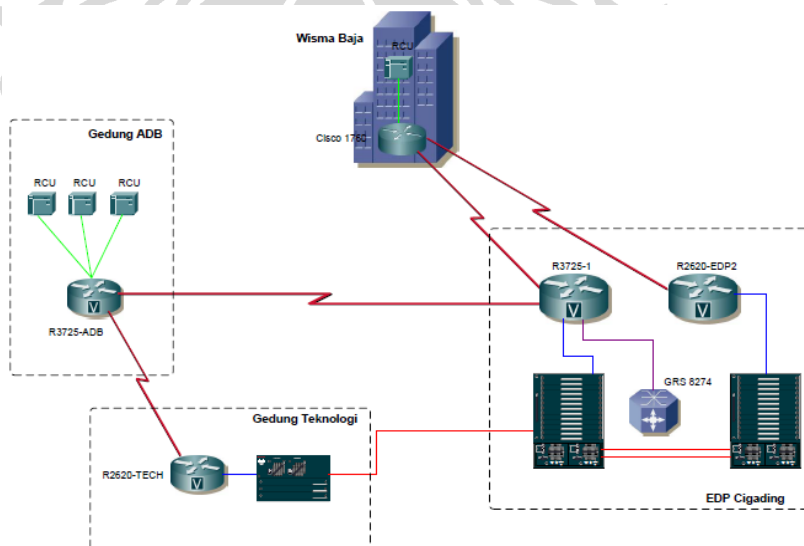 Wisma Baja
RCU
Cisco 1760
Gedung ADB
RCU RCU RCU
V
R3725-ADB
R3725-1
V
R2620-EDP2
V
GRS 8274
EDP Cigading
Gedung Teknologi
R2620-TECH
V